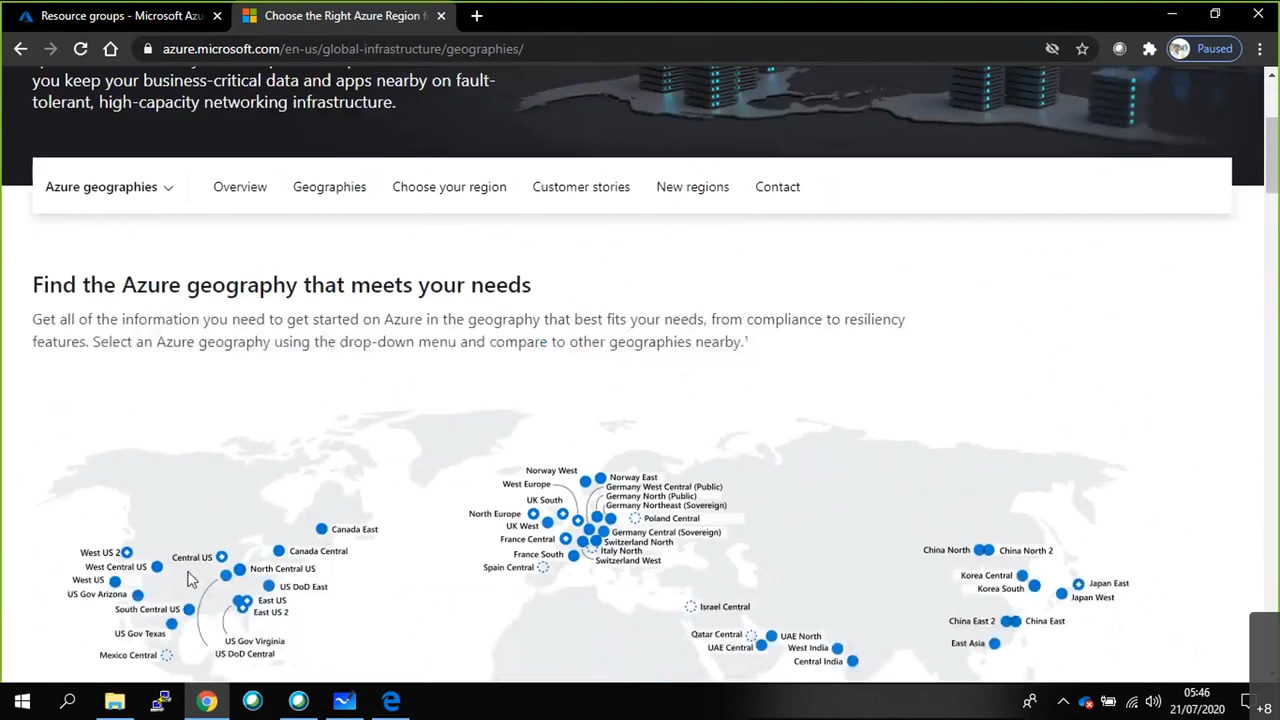 Resource groups - Microsoft Azu
Choose the Right Azure Region f
azure.microsoft.com/en-us/global-infrastructure/geographies/
Paused
you keep your business-critical data and apps nearby on fault-
tolerant, high-capacity networking infrastructure.
Azure geographies
Overview
Geographies
Choose your region
Customer stories
New regions
Contact
Find the Azure geography that meets your needs
Get all of the information you need to get started on Azure in the geography that best fits your needs, from compliance to resiliency
features. Select an Azure geography using the drop-down menu and compare to other geographies nearby.¹
Canada East
West US 2
Central US
Canada Central
West Central US
North Central US
West US
US DoD East
US Gov Arizona
East US
South Central US
East US 2
US Gov Texas
US Gov Virginia
Mexico Central
US DoD Central
Norway West
Norway East
West Europe
Germany West Central (Public)
Germany North (Public)
UK South
Germany Northeast (Sovereign)
North Europe
Poland Central
UK West
Germany Central (Sovereign)
France Central
Switzerland North
Italy North
France South
Switzerland West
Spain Central
Israel Central
Qatar Central
UAE North
UAE Central
West India
Central India
China North
China North 2
Korea Central
Japan East
Korea South
Japan West
China East 2
China East
East Asia
05:46
21/07/2020
+8